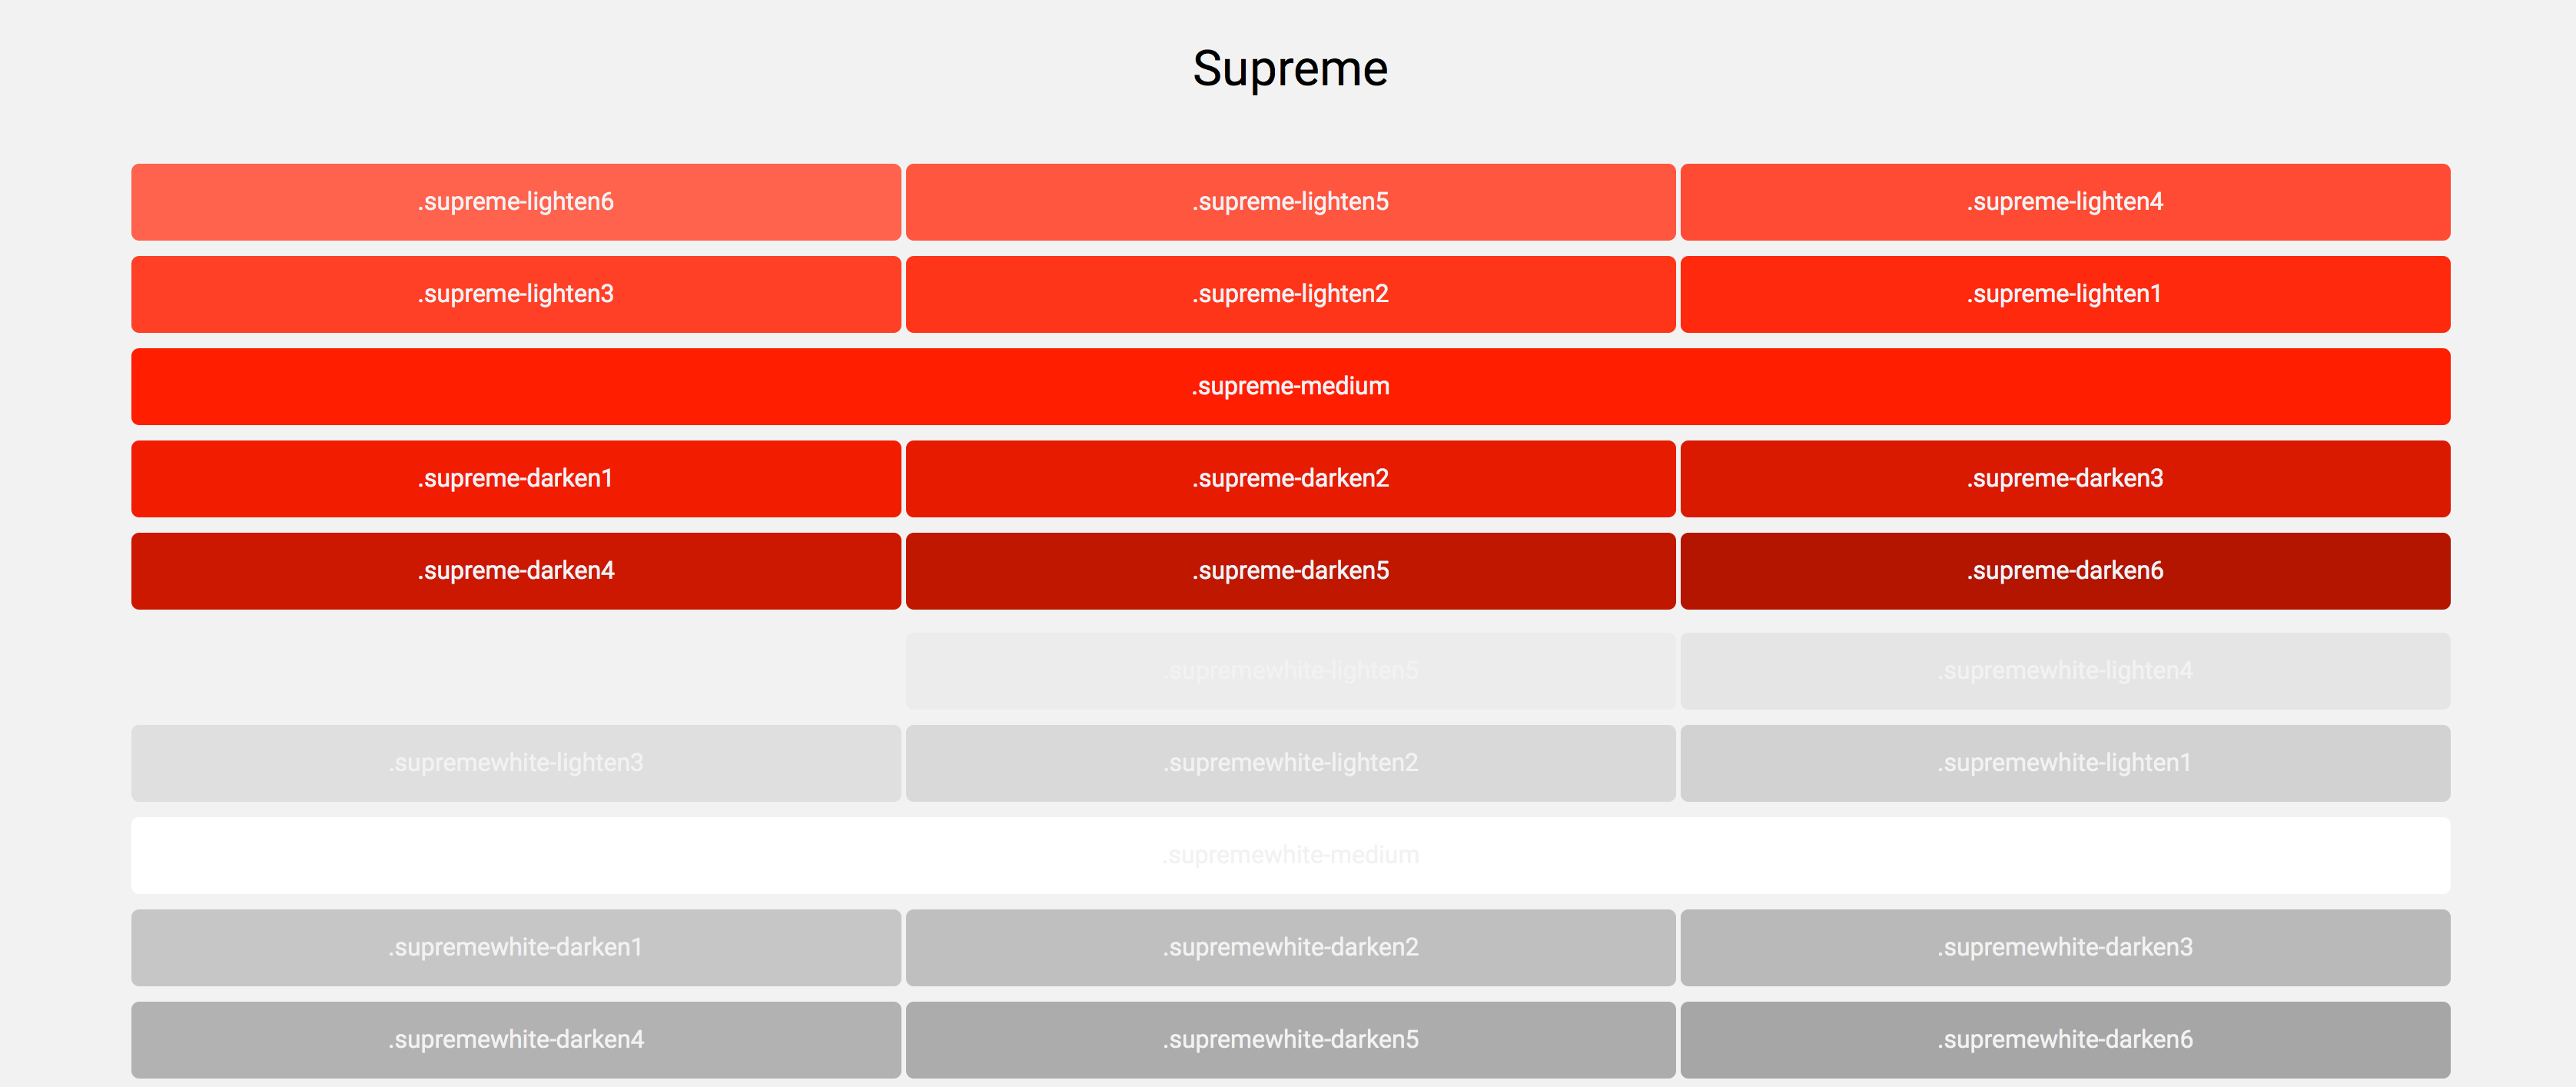 Supreme
.supreme-lighten6 .supreme-lighten5 .supreme-lighten4
.supreme-lighten3 .supreme-lighten2 .supreme-lighten1
.supreme-medium
.supreme-darken1 .supreme-darken2 .supreme-darken3
.supreme-darken4 .supreme-darken5 .supreme-darken6
.supremewhite-lighten5 .supremewhite-lighten4
.supremewhite-lighten3 .supremewhite-lighten2 .supremewhite-lighten1
.supremewhite-medium
.supremewhite-darken1 .supremewhite-darken2 .supremewhite-darken3
.supremewhite-darken4 .supremewhite-darken5 .supremewhite-darken6